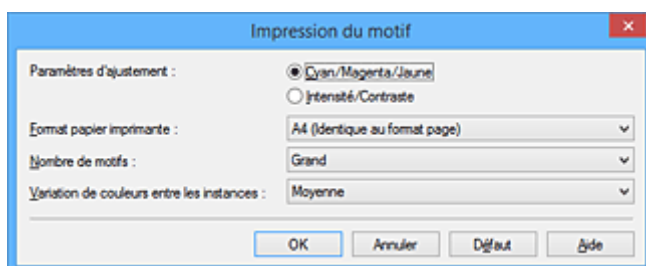 Impression du motif
Paramètres d'ajustement :
Cyan/Magenta/Jaune
Intensité/Contraste
Format papier imprimante :
A4 (Identique au format page)
Nombre de motifs :
Grand
Variation de couleurs entre les instances :
Moyenne
OK Annuler Défaut Aide